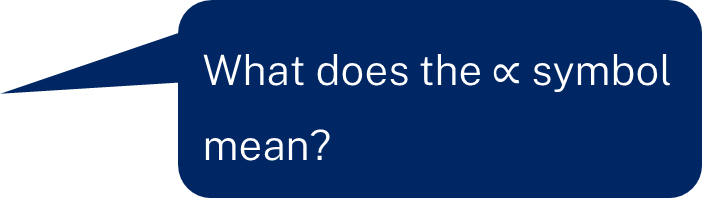 What does the ∝ symbol
mean?